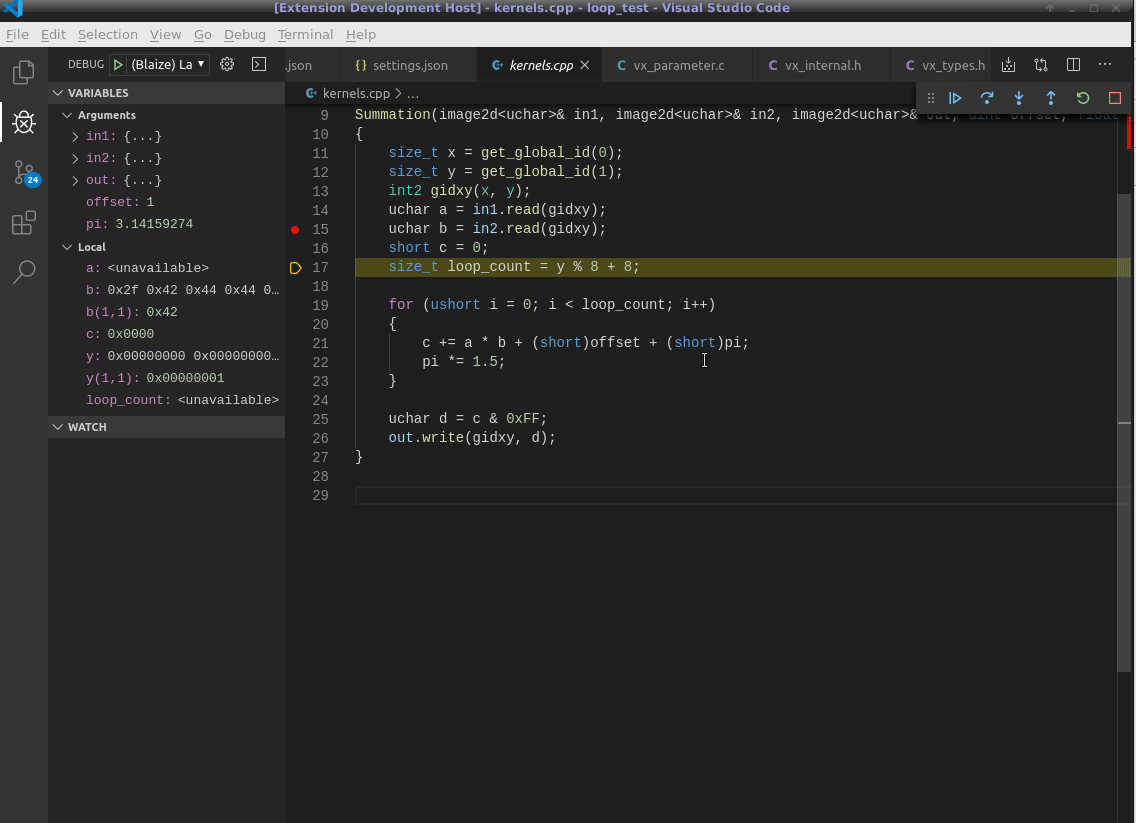 [Extension Development Host] - kernels.cpp - loop_test - Visual Studio Code
File Edit Selection View Go Debug Terminal Help
DEBUG (Blaize) La
.json
settings.json
kernels.cpp
C vx_parameter.c
C vx_internal.h
C vx_types.h
24
VARIABLES
Arguments
in1: {...}
in2: {...}
out: {...}
offset: 1
pi: 3.14159274
Local
a: <unavailable>
b: 0x2f 0x42 0x44 0x44 0…
b(1,1): 0x42
c: 0x0000
y: 0x00000000 0x00000000…
y(1,1): 0x00000001
loop_count: <unavailable>
WATCH
kernels.cpp > ...
9 Summation(image2d<uchar>& in1, image2d<uchar>& in2, image2d<uchar>& out, uint offset, float
10 {
11 size_t x = get_global_id(0);
12 size_t y = get_global_id(1);
13 int2 gidxy(x, y);
14 uchar a = in1.read(gidxy);
15 uchar b = in2.read(gidxy);
16 short c = 0;
17 size_t loop_count = y % 8 + 8;
18
19 for (ushort i = 0; i < loop_count; i++)
20 {
21 c += a * b + (short)offset + (short)pi;
22 pi *= 1.5;
23 }
24
25 uchar d = c & 0xFF;
26 out.write(gidxy, d);
27 }
28
29